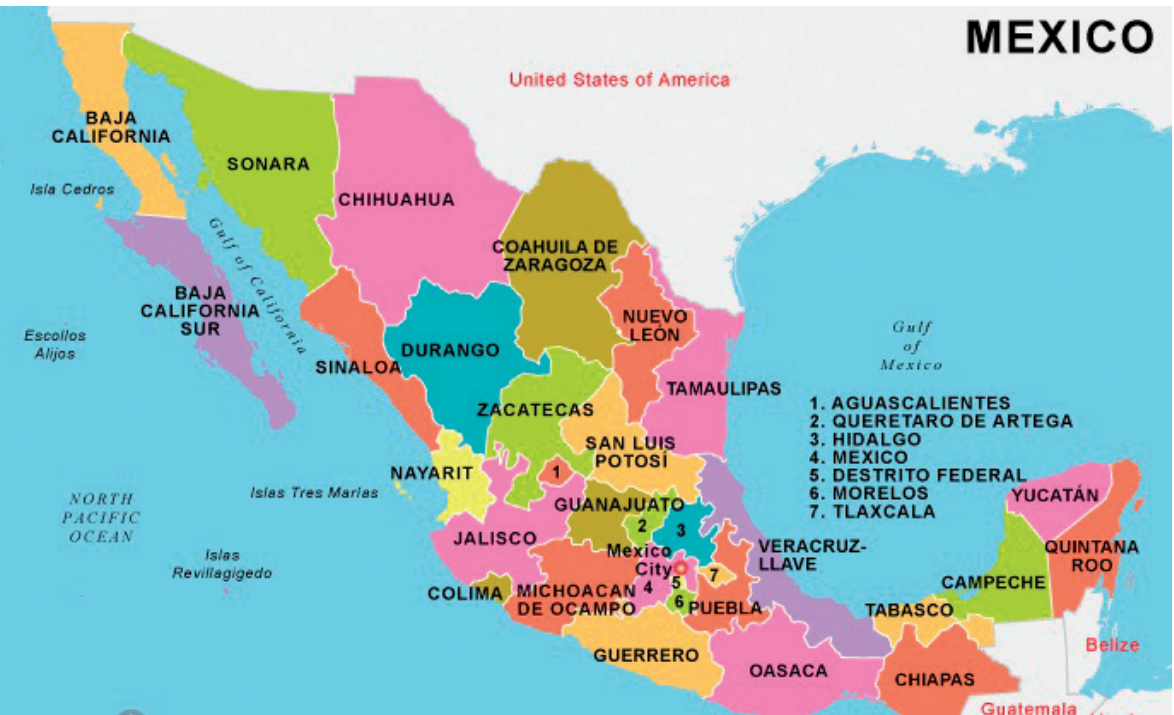 MEXICO
United States of America
BAJA
CALIFORNIA
SONARA
Isla Cedros
CHIHUAHUA
Gulf of California
COAHUILA DE
ZARAGOZA
BAJA
CALIFORNIA
SUR
NUEVO
LEÓN
Gulf
of
Mexico
Escollos
Alijos
DURANGO
SINALOA
TAMAULIPAS
ZACATECAS
1. AGUASCALIENTES
2. QUERETARO DE ARTEGA
3. HIDALGO
4. MEXICO
5. DESTRITO FEDERAL
6. MORELOS
7. TLAXCALA
SAN LUIS
POTOSÍ
NAYARIT
1
Islas Tres Marias
NORTH
PACIFIC
OCEAN
GUANAJUATO
YUCATÁN
2
3
JALISCO
Mexico
City
VERACRUZ-
LLAVE
QUINTANA
ROO
Islas
Revillagigedo
7
CAMPECHE
COLIMA
MICHOACAN
DE OCAMPO
4
5
6
PUEBLA
TABASCO
GUERRERO
OASACA
CHIAPAS
Belize
Guatemala